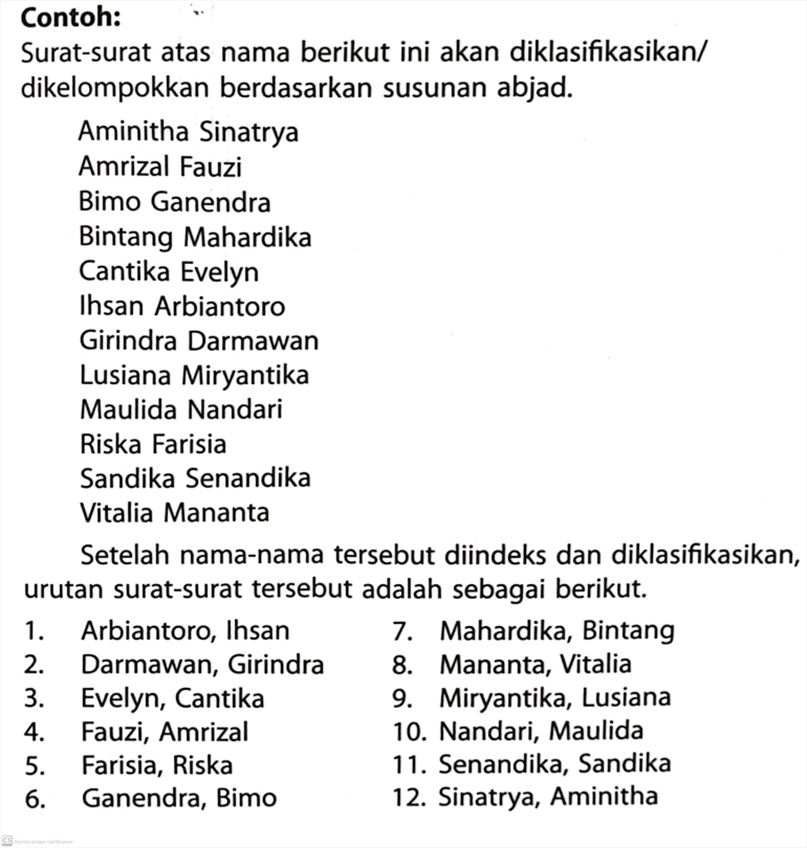 Contoh:
Surat-surat atas nama berikut ini akan diklasifikasikan/
dikelompokkan berdasarkan susunan abjad.
Aminitha Sinatrya
Amrizal Fauzi
Bimo Ganendra
Bintang Mahardika
Cantika Evelyn
Ihsan Arbiantoro
Girindra Darmawan
Lusiana Miryantika
Maulida Nandari
Riska Farisia
Sandika Senandika
Vitalia Mananta
Setelah nama-nama tersebut diindeks dan diklasifikasikan,
urutan surat-surat tersebut adalah sebagai berikut.
1. Arbiantoro, Ihsan
2. Darmawan, Girindra
3. Evelyn, Cantika
4. Fauzi, Amrizal
5. Farisia, Riska
6. Ganendra, Bimo
7. Mahardika, Bintang
8. Mananta, Vitalia
9. Miryantika, Lusiana
10. Nandari, Maulida
11. Senandika, Sandika
12. Sinatrya, Aminitha
CS